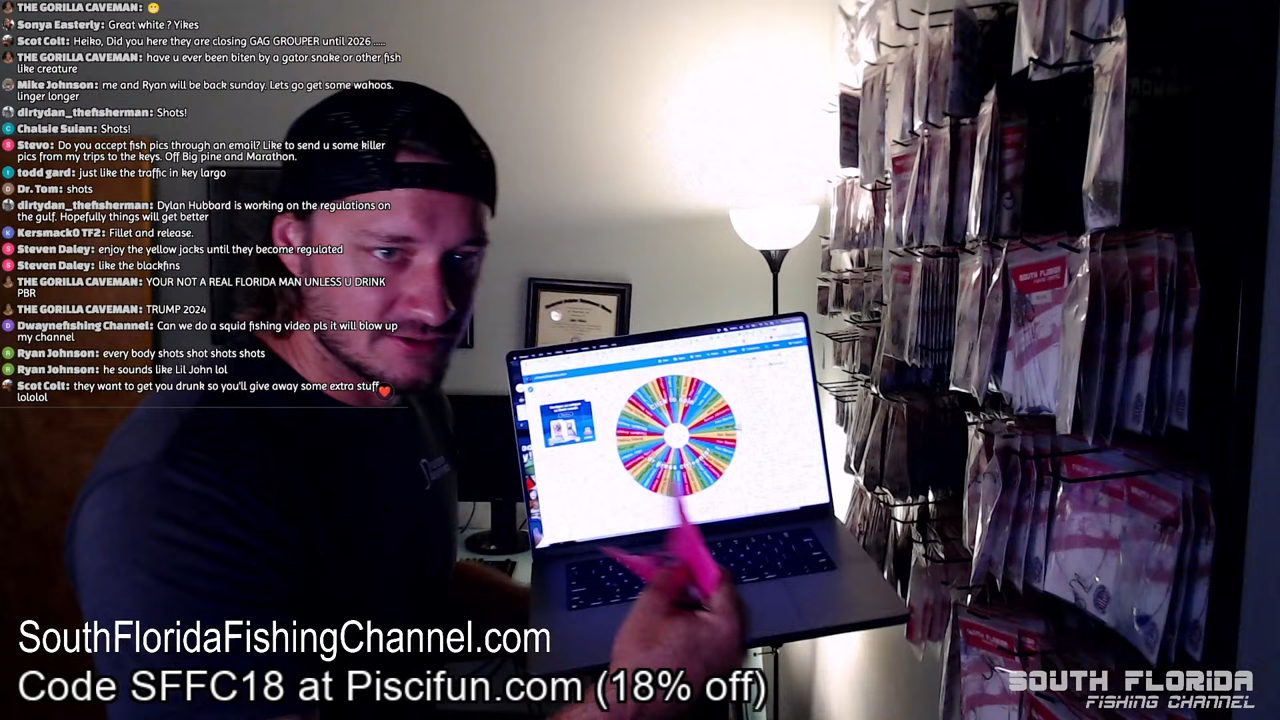 THE GORILLA CAVEMAN: 😬
Sonya Easterly: Great white ? Yikes
Scot Colt: Heiko, Did you here they are closing GAG GROUPER until 2026 .....
THE GORILLA CAVEMAN: have u ever been biten by a gator snake or other fish
like creature
Mike Johnson: me and Ryan will be back sunday. Lets go get some wahoos.
linger longer
dirtydan_thefisherman: Shots!
Chalsie Suian: Shots!
Stevo: Do you accept fish pics through an email? Like to send u some killer
pics from my trips to the keys. Off Big pine and Marathon.
todd gard: just like the traffic in key largo
Dr. Tom: shots
dirtydan_thefisherman: Dylan Hubbard is working on the regulations on
the gulf. Hopefully things will get better
Kersmack0 TF2: Fillet and release.
Steven Daley: enjoy the yellow jacks until they become regulated
Steven Daley: like the blackfins
THE GORILLA CAVEMAN: YOUR NOT A REAL FLORIDA MAN UNLESS U DRINK
PBR
THE GORILLA CAVEMAN: TRUMP 2024
Dwaynefishing Channel: Can we do a squid fishing video pls it will blow up
my channel
Ryan Johnson: every body shots shot shots shots
Ryan Johnson: he sounds like Lil John lol
Scot Colt: they want to get you drunk so you'll give away some extra stuff
lololol
SOUTH FLORIDA
SouthFloridaFishingChannel.com
Code SFFC18 at Piscifun.com (18% off)
SOUTH FLORIDA
FISHING CHANNEL